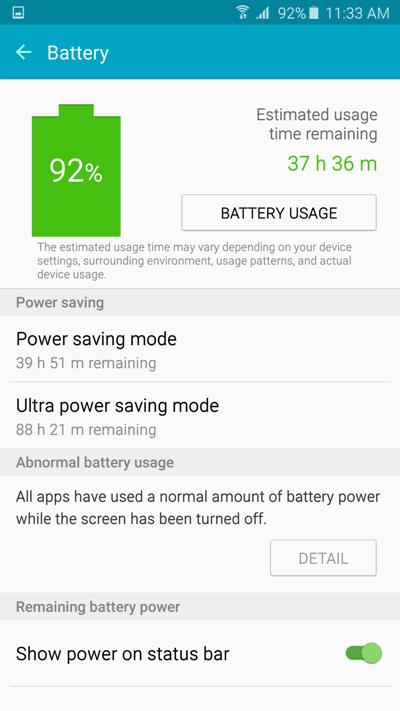 92% 11:33 AM
Battery
92%
Estimated usage
time remaining
37 h 36 m
BATTERY USAGE
The estimated usage time may vary depending on your device
settings, surrounding environment, usage patterns, and actual
device usage.
Power saving
Power saving mode
39 h 51 m remaining
Ultra power saving mode
88 h 21 m remaining
Abnormal battery usage
All apps have used a normal amount of battery power
while the screen has been turned off.
DETAIL
Remaining battery power
Show power on status bar